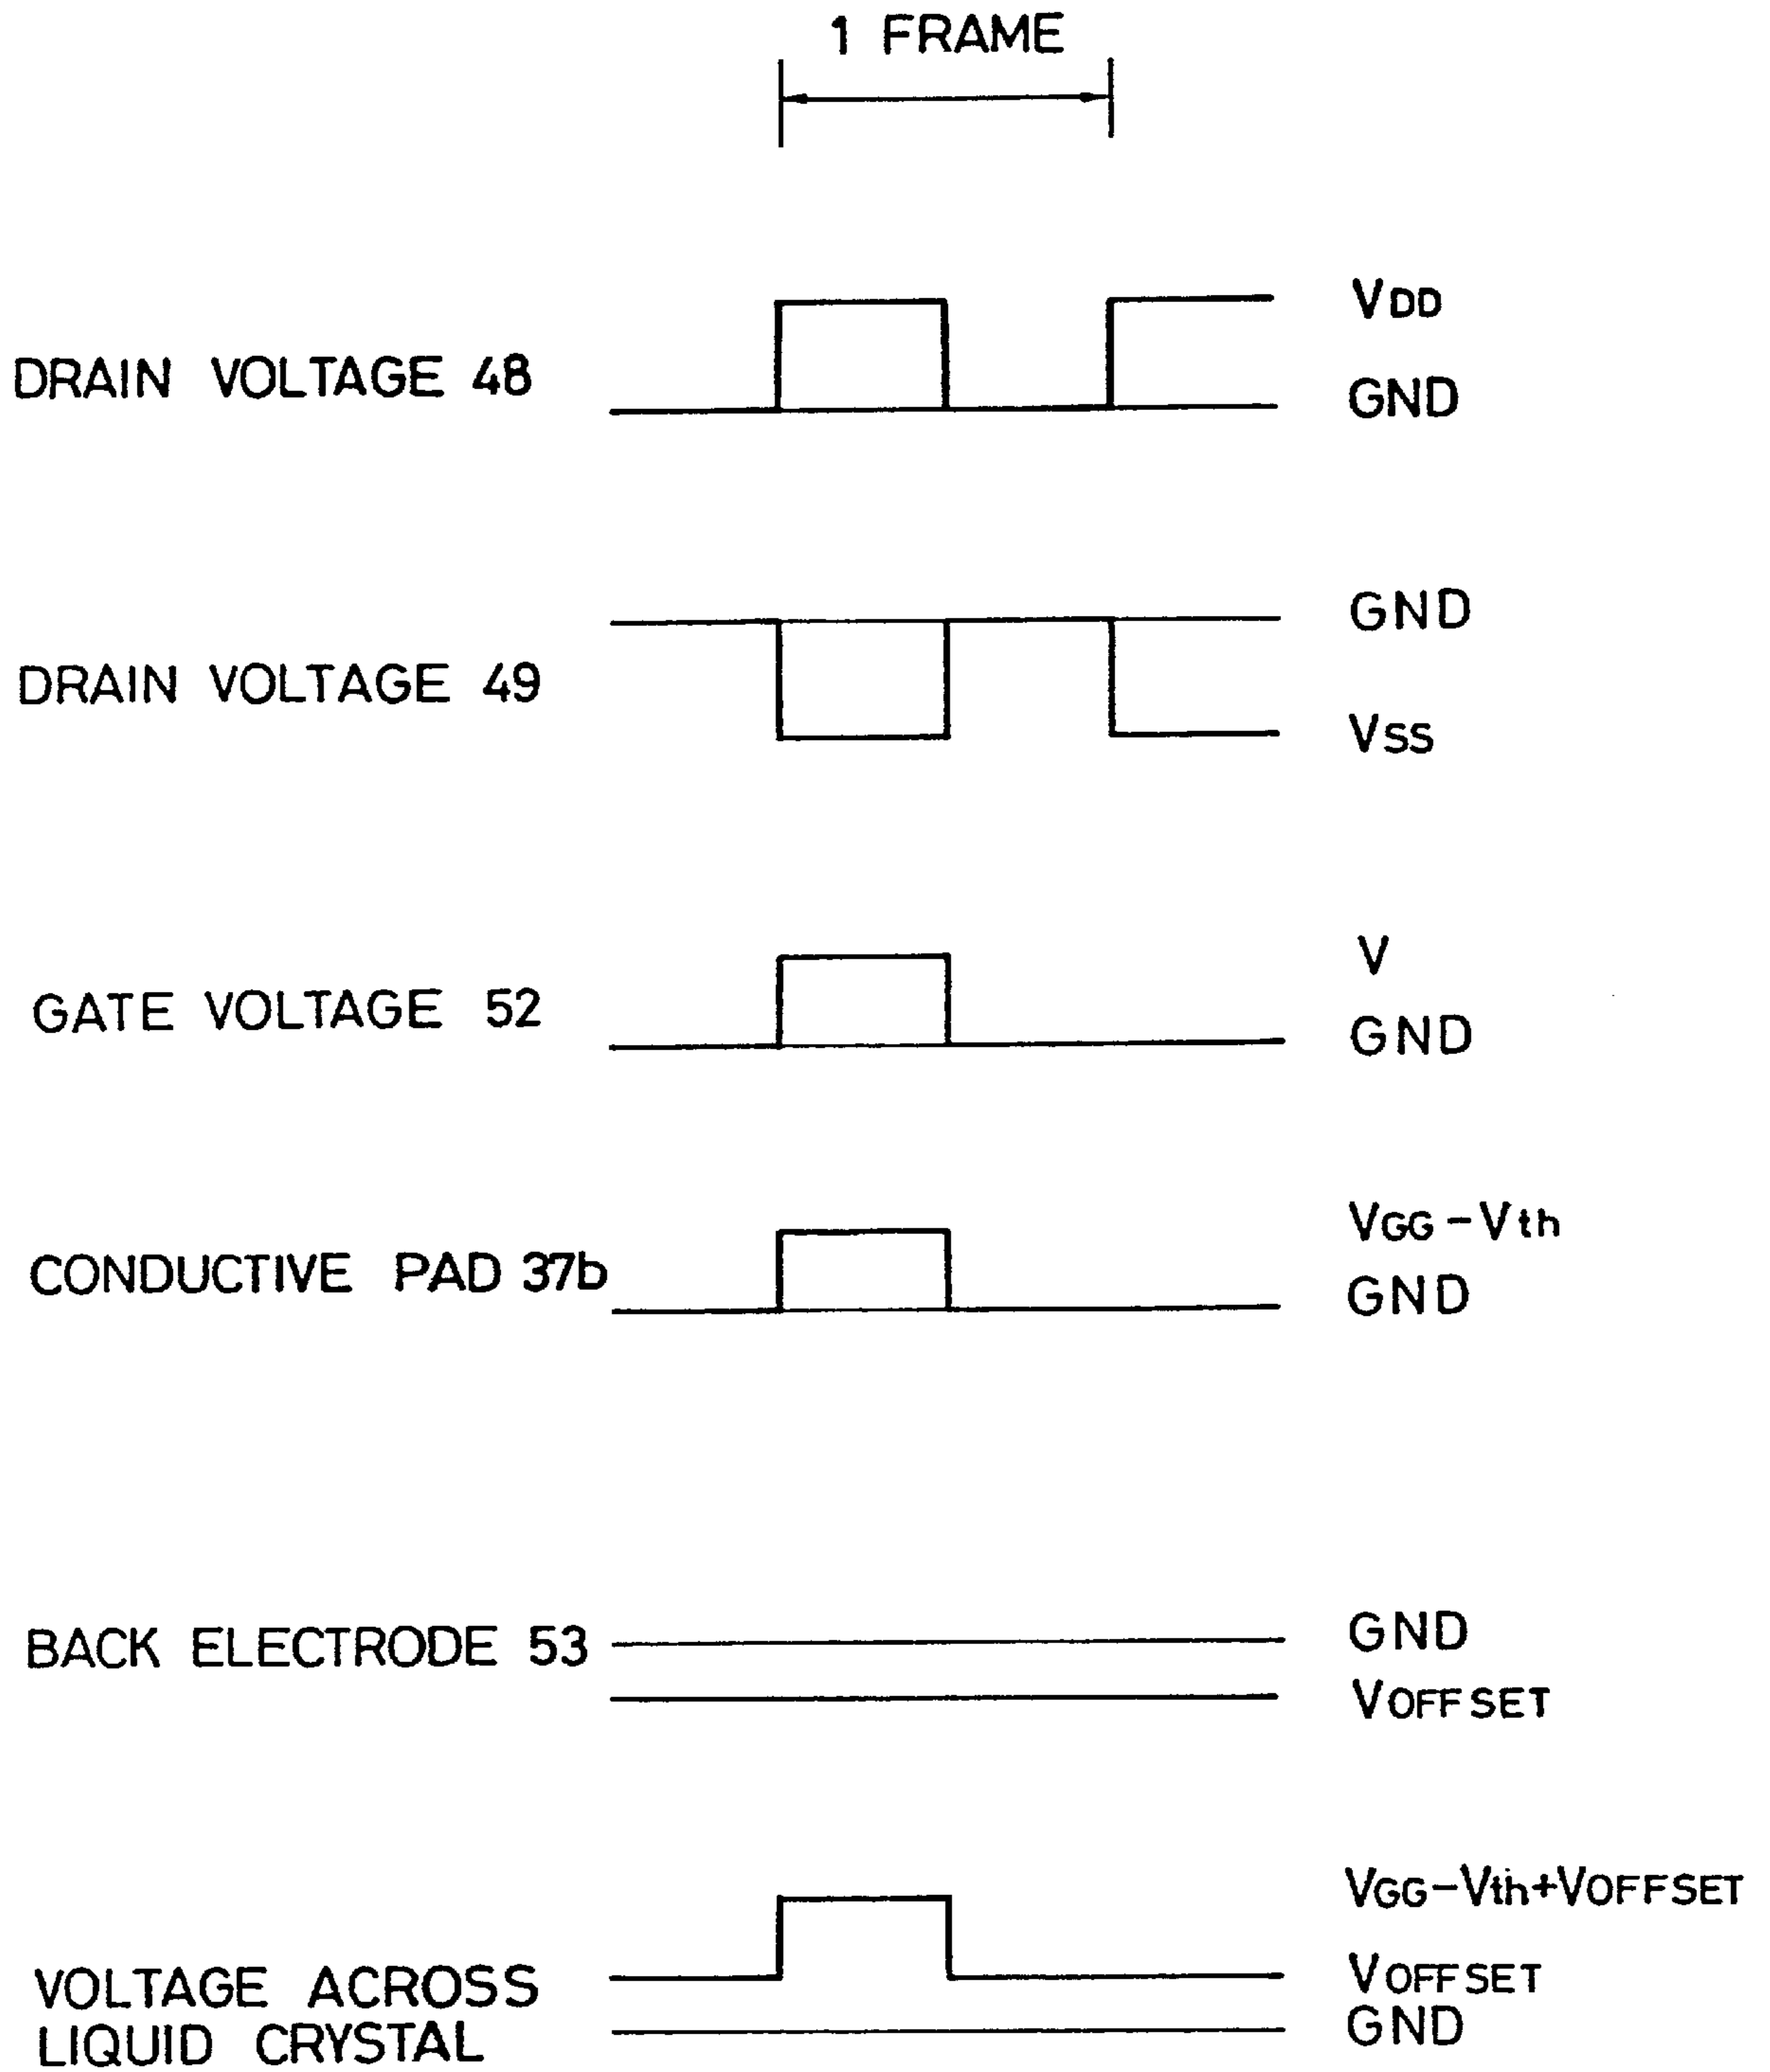 1 FRAME
VDD
DRAIN VOLTAGE 48
GND
GND
DRAIN VOLTAGE 49
VSS
V
GATE VOLTAGE 52
GND
VGG-Vth
CONDUCTIVE PAD 37b
GND
BACK ELECTRODE 53
GND
VOFFSET
VGG-Vth+VOFFSET
VOLTAGE ACROSS
VOFFSET
LIQUID CRYSTAL
GND